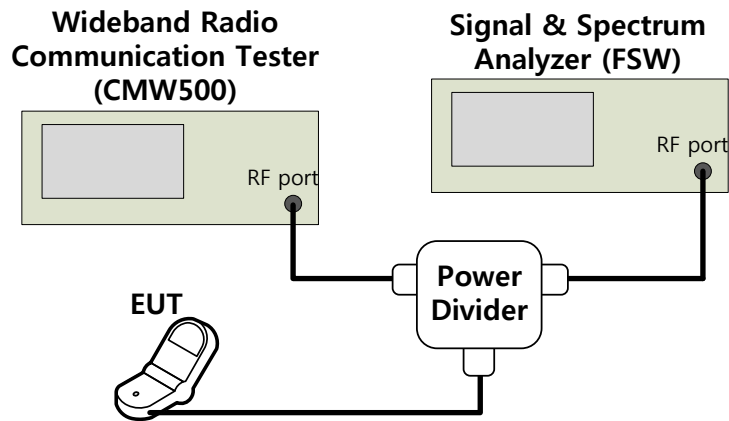 Wideband Radio
Communication Tester
(CMW500)
Signal & Spectrum
Analyzer (FSW)
RF port
RF port
Power
Divider
EUT